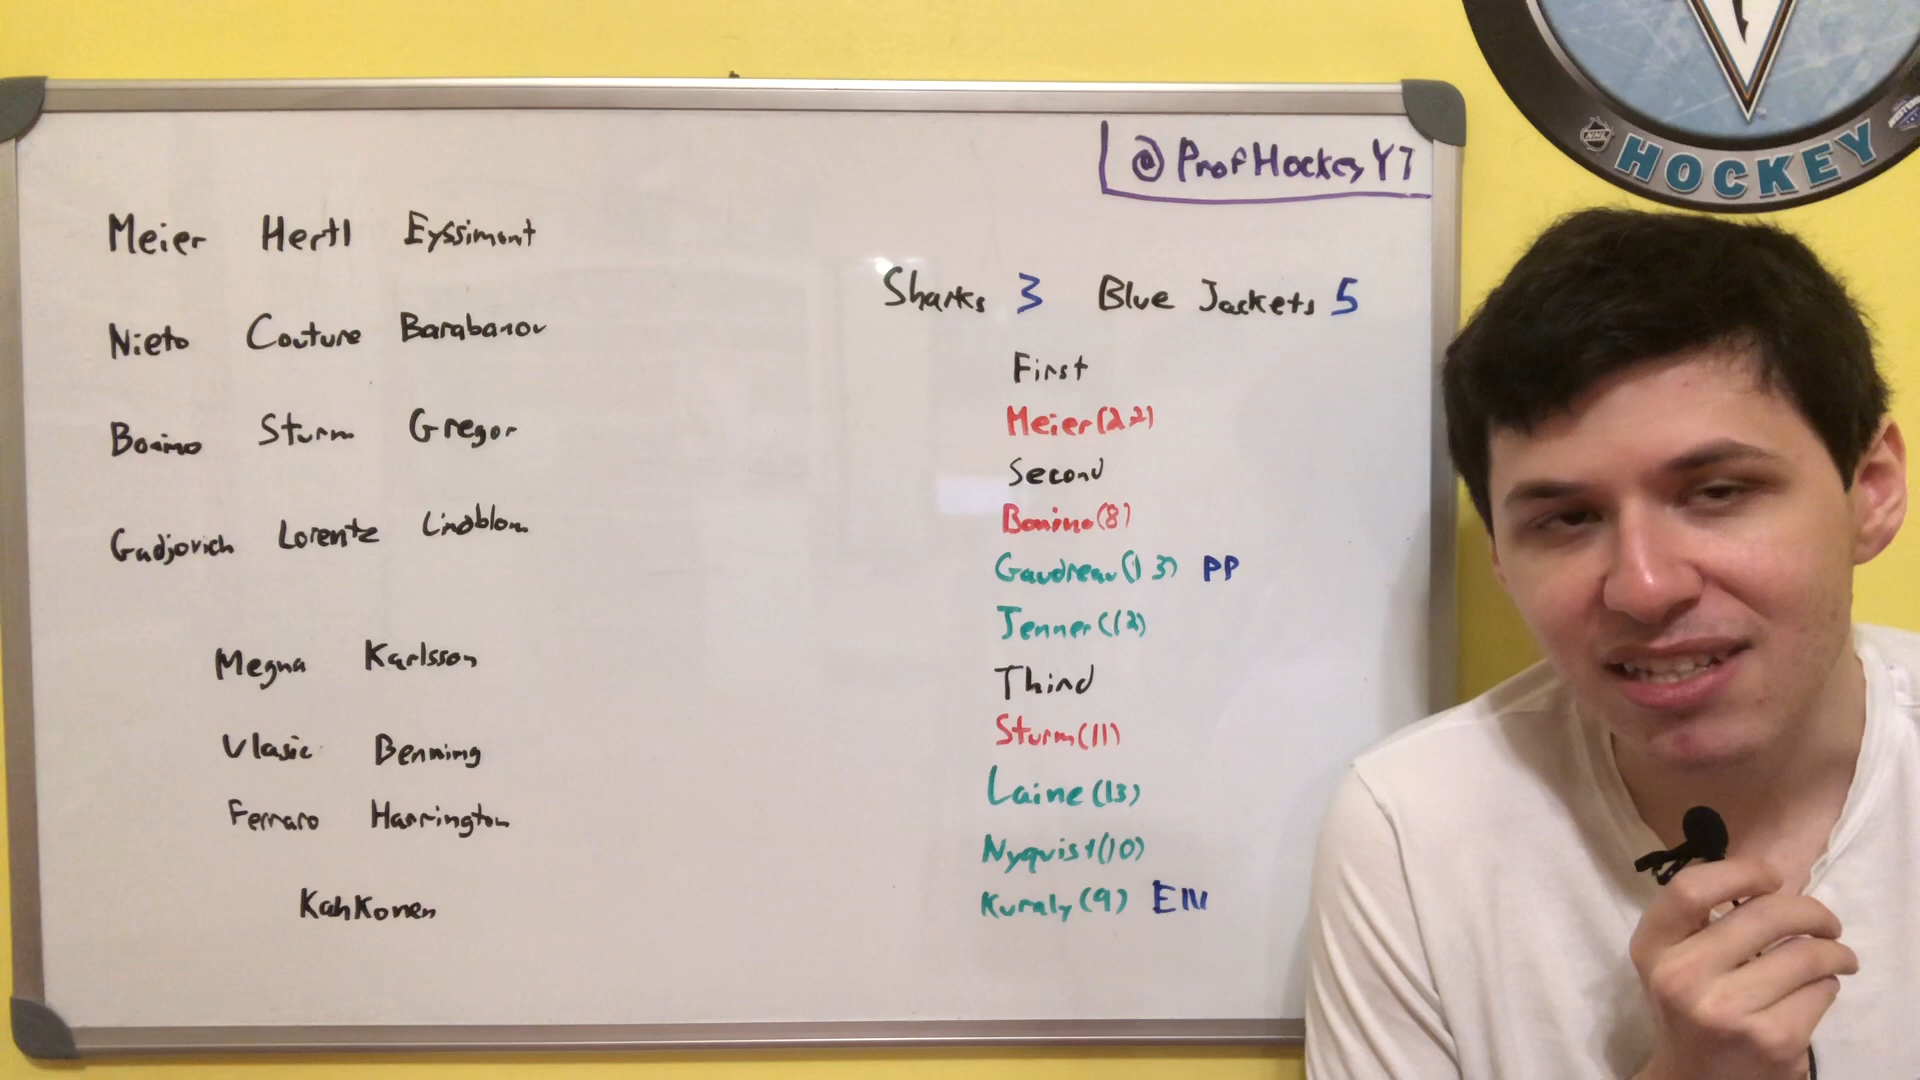 HOCKEY
NHL
@ProfHockeyYT
Meier Hertl Eyssimont
Nieto Couture Barabanov
Bonino Sturm Gregor
Gadjovich Lorentz Lindblom
Megna Karlsson
Vlasic Benning
Ferraro Harrington
Kahkonen
Sharks 3 Blue Jackets 5
First
Meier (22)
Second
Bonino (8)
Gaudreau (13) PP
Jenner (12)
Third
Sturm (11)
Laine (13)
Nyquist (10)
Kuraly (9) EN